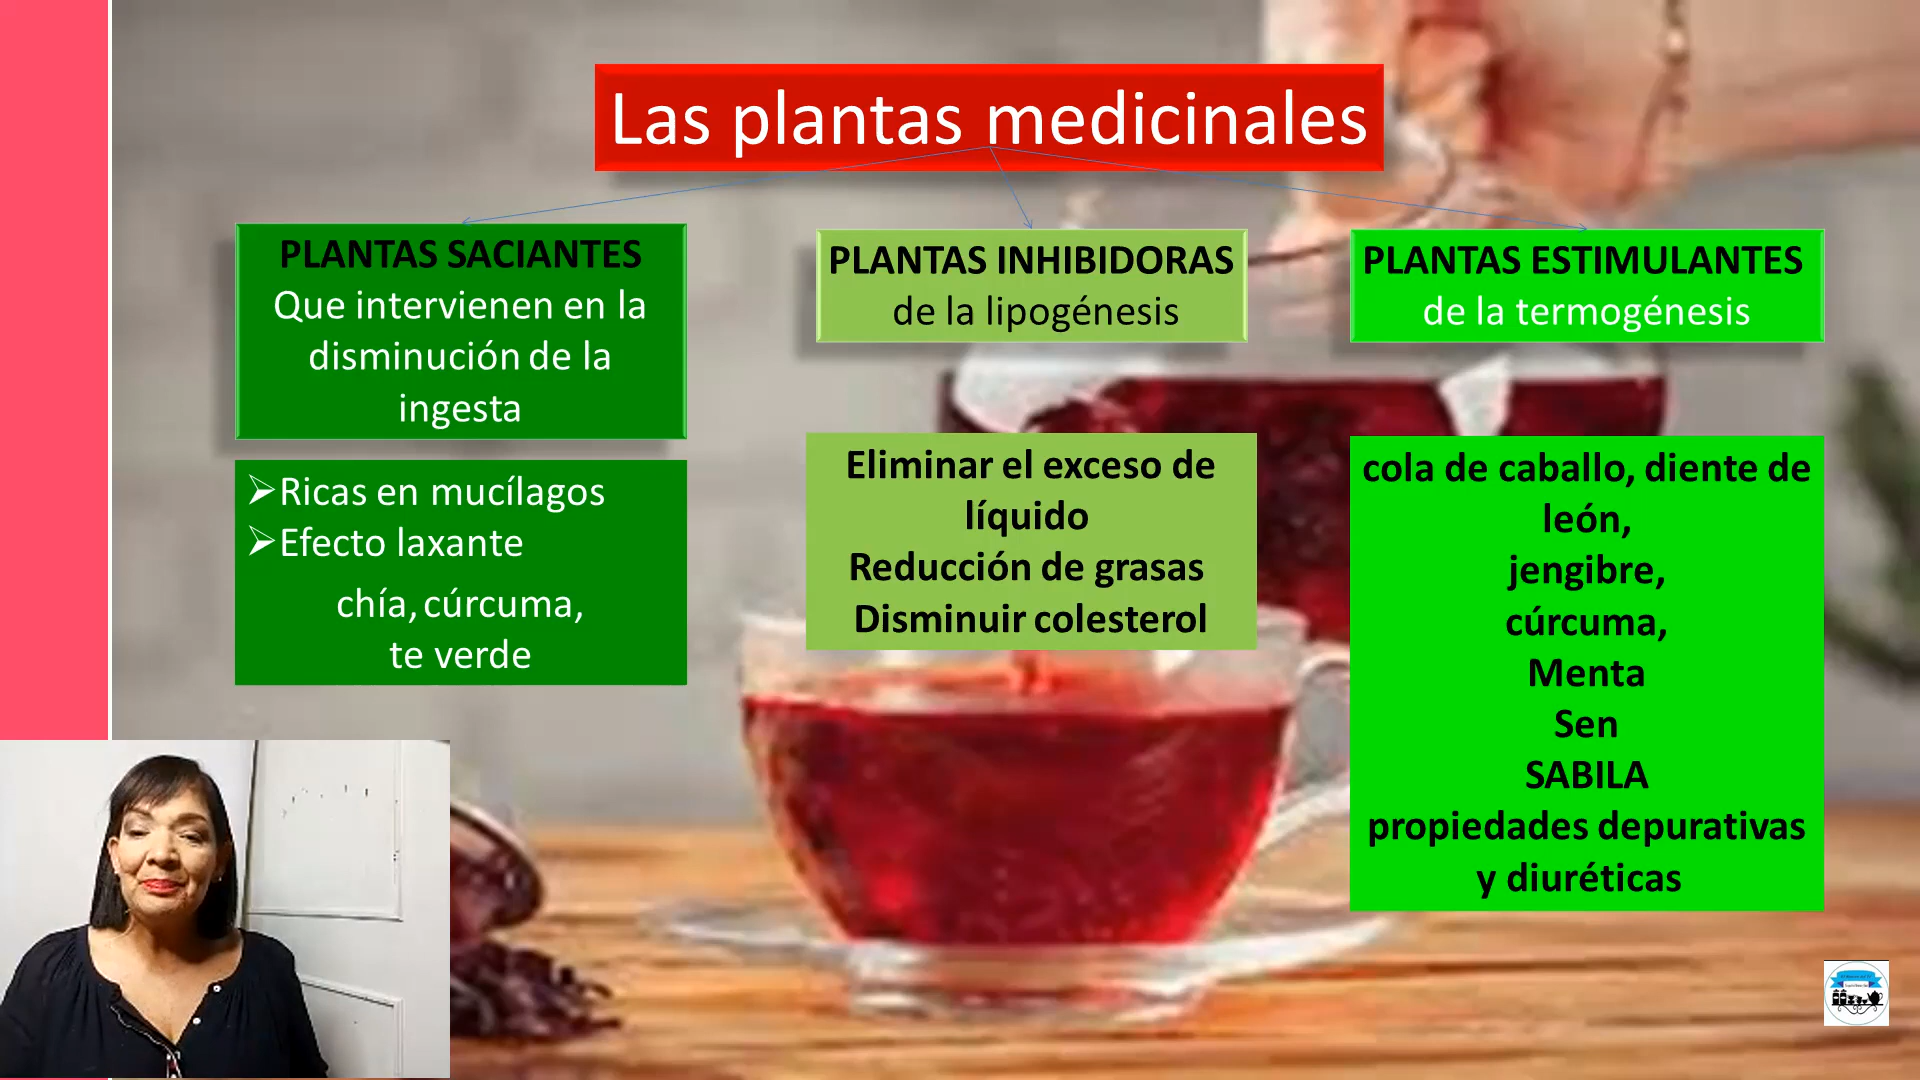 Las plantas medicinales
PLANTAS SACIANTES
Que intervienen en la
disminución de la
ingesta
➢Ricas en mucílagos
➢Efecto laxante
chía, cúrcuma,
te verde
PLANTAS INHIBIDORAS
de la lipogénesis
Eliminar el exceso de
líquido
Reducción de grasas
Disminuir colesterol
PLANTAS ESTIMULANTES
de la termogénesis
cola de caballo, diente de
león,
jengibre,
cúrcuma,
Menta
Sen
SABILA
propiedades depurativas
y diuréticas